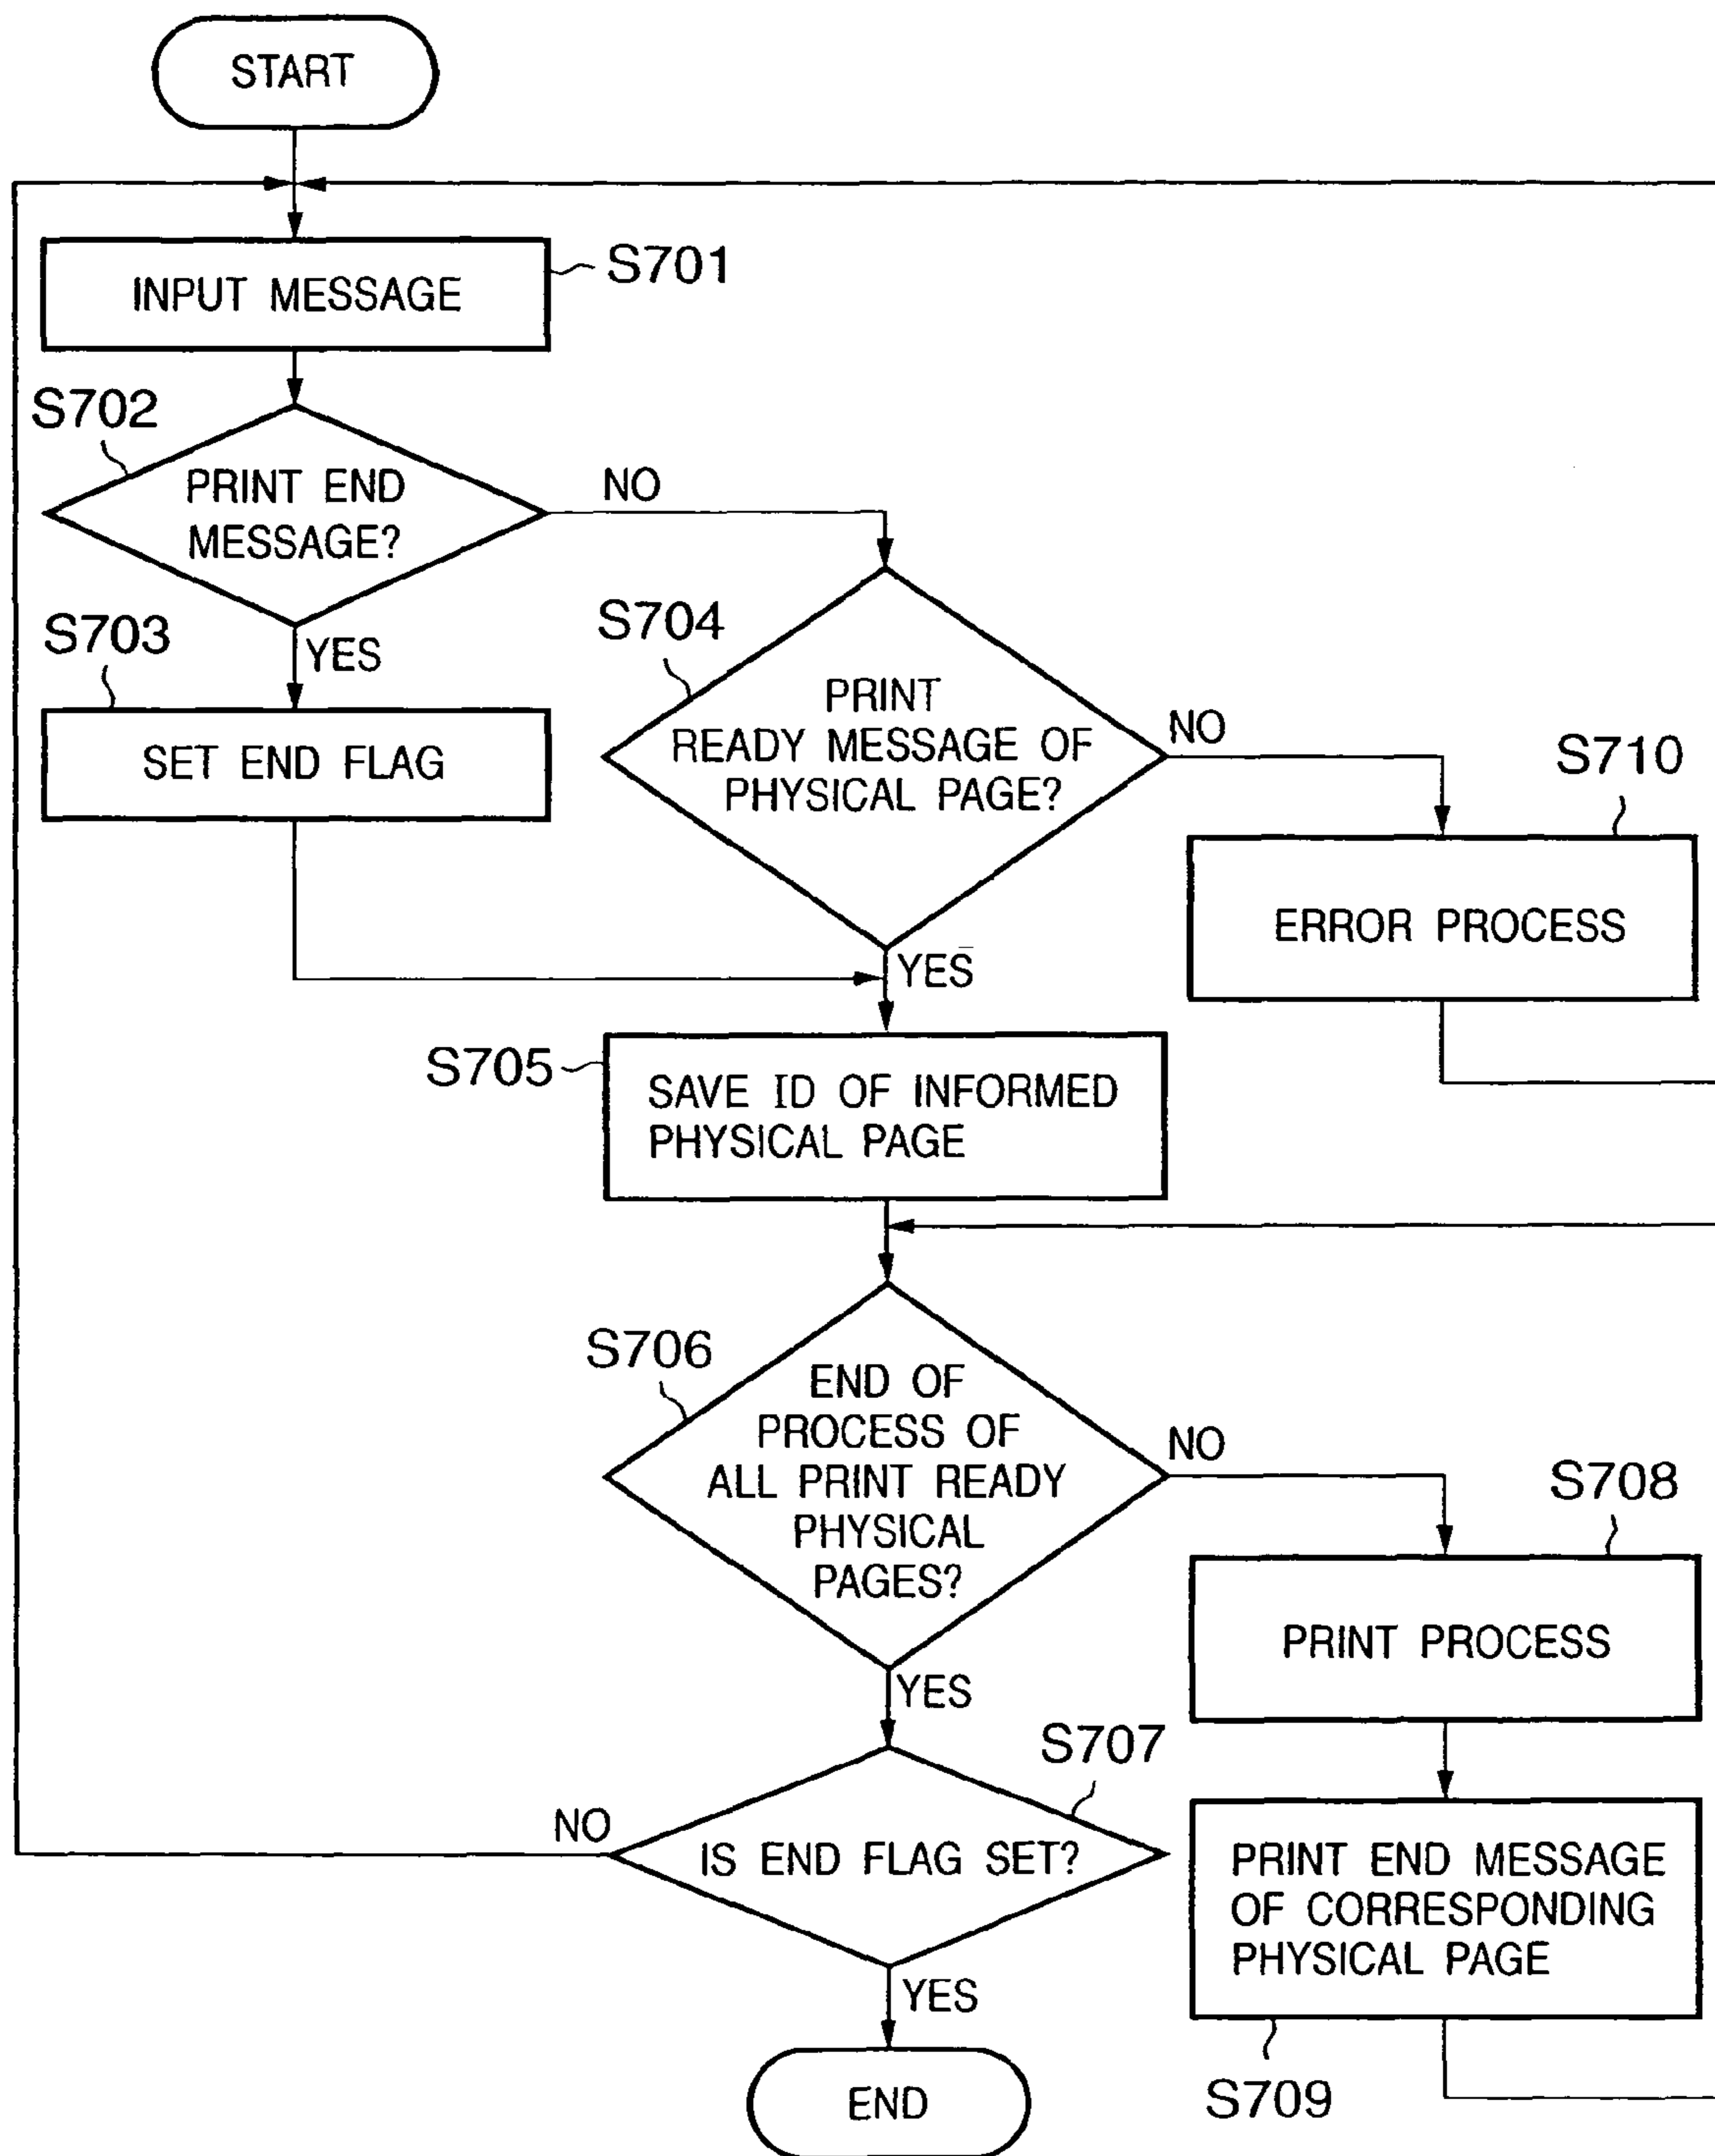 START
INPUT MESSAGE
S701
S702
PRINT END
MESSAGE?
NO
YES
S703
SET END FLAG
S704
PRINT
READY MESSAGE OF
PHYSICAL PAGE?
NO
YES
S710
ERROR PROCESS
S705
SAVE ID OF INFORMED
PHYSICAL PAGE
S706
END OF
PROCESS OF
ALL PRINT READY
PHYSICAL
PAGES?
NO
YES
S708
PRINT PROCESS
S707
IS END FLAG SET?
NO
YES
PRINT END MESSAGE
OF CORRESPONDING
PHYSICAL PAGE
S709
END